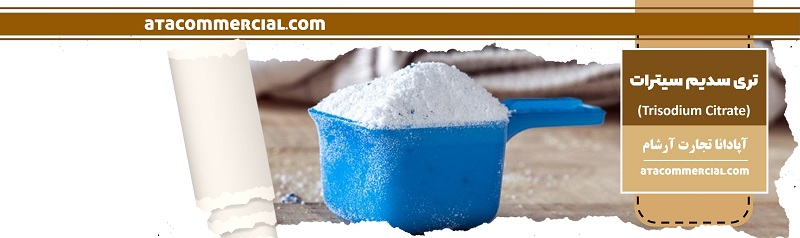 ATACOMMERCIAL.COM
تری سدیم سیترات
(Trisodium Citrate)
آپادانا تجارت آرشام
ATACOMMERCIAL.COM